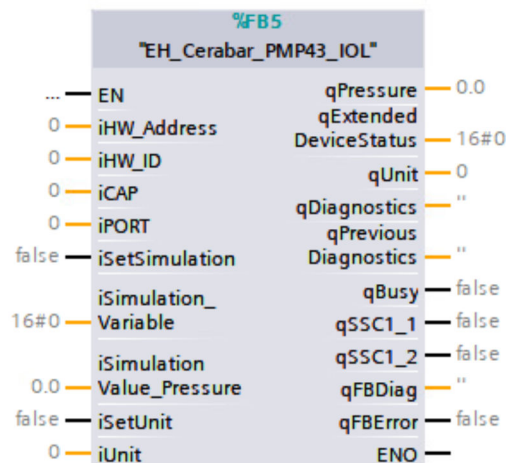 %FB5
"EH_Cerabar_PMP43_IOL"
... EN qPressure 0.0
0 iHW_Address qExtended
DeviceStatus 16#0
0 iHW_ID qUnit 0
0 iCAP qDiagnostics ''
0 iPORT qPrevious
false iSetSimulation Diagnostics ''
iSimulation_ qBusy false
16#0 Variable qSSC1_1 false
iSimulation qSSC1_2 false
0.0 Value_Pressure qFBDiag ''
false iSetUnit qFBError false
0 iUnit ENO